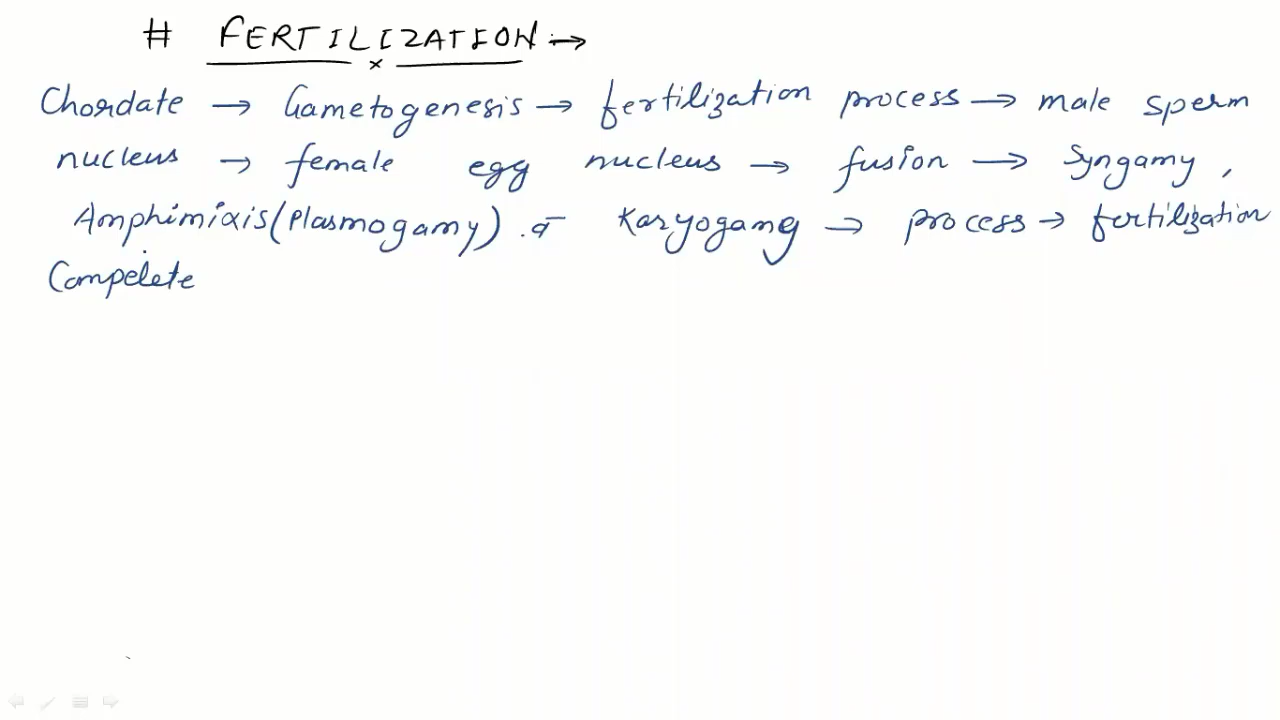 # FERTILIZATION →
Chordate → Gametogenesis → fertilization process → male sperm
nucleus → female egg nucleus → fusion → Syngamy,
Amphimixis (Plasmogamy). Karyogamy → process → fertilization
Compelete